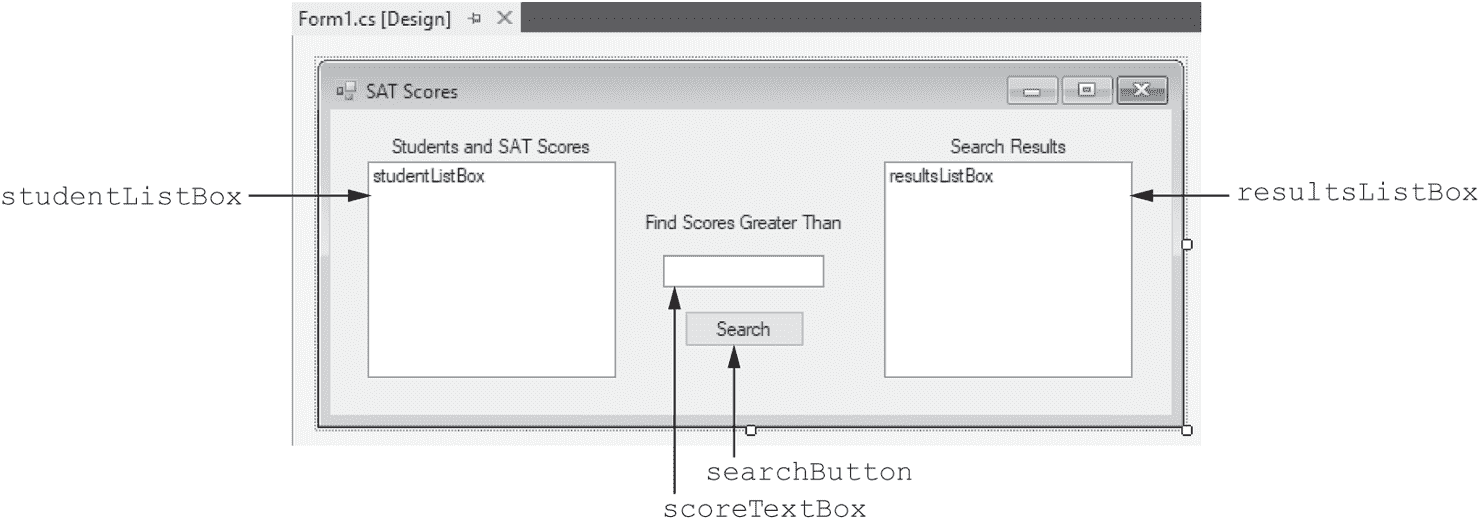 Form1.cs [Design]
SAT Scores
Students and SAT Scores
Search Results
studentListBox
studentListBox
resultsListBox
resultsListBox
Find Scores Greater Than
Search
searchButton
scoreTextBox